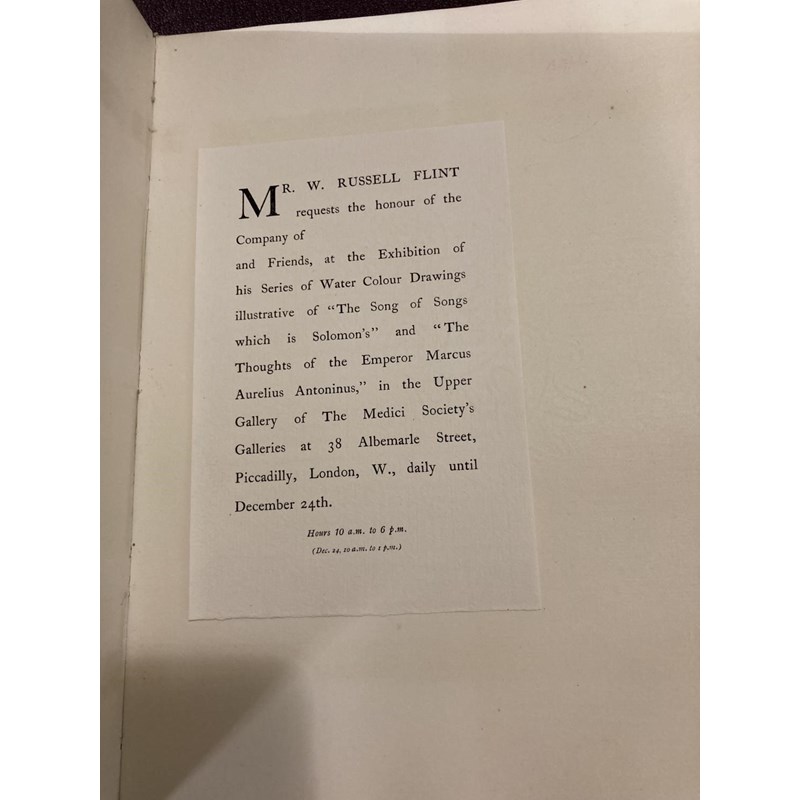 MR. W. RUSSELL FLINT
requests the honour of the
Company of
and Friends, at the Exhibition of
his Series of Water Colour Drawings
illustrative of “The Song of Songs
which is Solomon's” and “The
Thoughts of the Emperor Marcus
Aurelius Antoninus,” in the Upper
Gallery of The Medici Society's
Galleries at 38 Albemarle Street,
Piccadilly, London, W., daily until
December 24th.
Hours 10 a.m. to 6 p.m.
(Dec. 24, 10 a.m. to 1 p.m.)